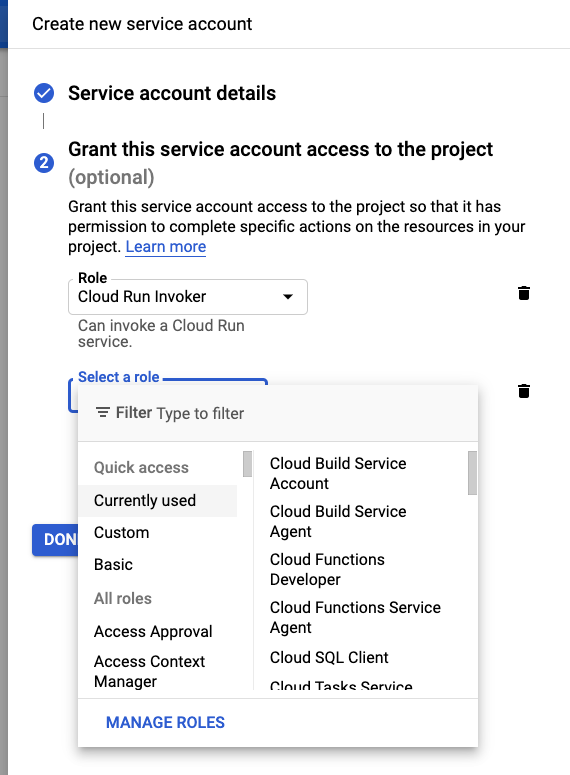 Create new service account
Service account details
2
Grant this service account access to the project
(optional)
Grant this service account access to the project so that it has
permission to complete specific actions on the resources in your
project. Learn more
Role
Cloud Run Invoker
Can invoke a Cloud Run
service.
Select a role
Filter Type to filter
Quick access
Currently used
Custom
Basic
All roles
Access Approval
Access Context
Manager
Cloud Build Service
Account
Cloud Build Service
Agent
Cloud Functions
Developer
Cloud Functions Service
Agent
Cloud SQL Client
Cloud Tasks Service
DON
MANAGE ROLES